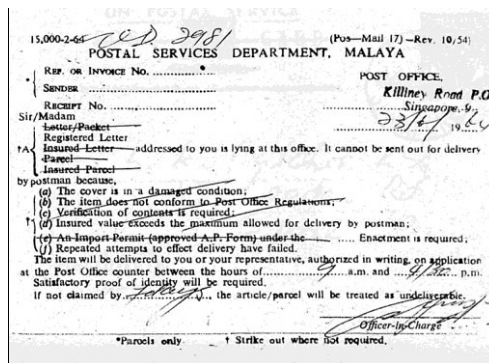 15,000-2-64 2981 (Pos—Mail 17)—Rev. 10/54)
POSTAL SERVICES DEPARTMENT, MALAYA
REF. OR INVOICE NO.
POST OFFICE,
SENDER
Killiney Road P.O.
RECEIPT NO.
Singapore, 9.
Sir/Madam
23/6/ 1964
Letter/Packet
Registered Letter
†A Insured Letter addressed to you is lying at this office. It cannot be sent out for delivery
Parcel
Insured Parcel
by postman because,
(a) The cover is in a damaged condition;
(b) The item does not conform to Post Office Regulations;
(c) Verification of contents is required;
†(d) Insured value exceeds the maximum allowed for delivery by postman;
(e) An Import Permit (approved A.P. Form) under the ..... Enactment is required;
(f) Repeated attempts to effect delivery have failed.
The item will be delivered to you or your representative, authorized in writing, on application
at the Post Office counter between the hours of 9 a.m. and 4/30 p.m.
Satisfactory proof of identity will be required.
If not claimed by the article/parcel will be treated as undeliverable.
Officer-in-Charge
*Parcels only. † Strike out where not required.